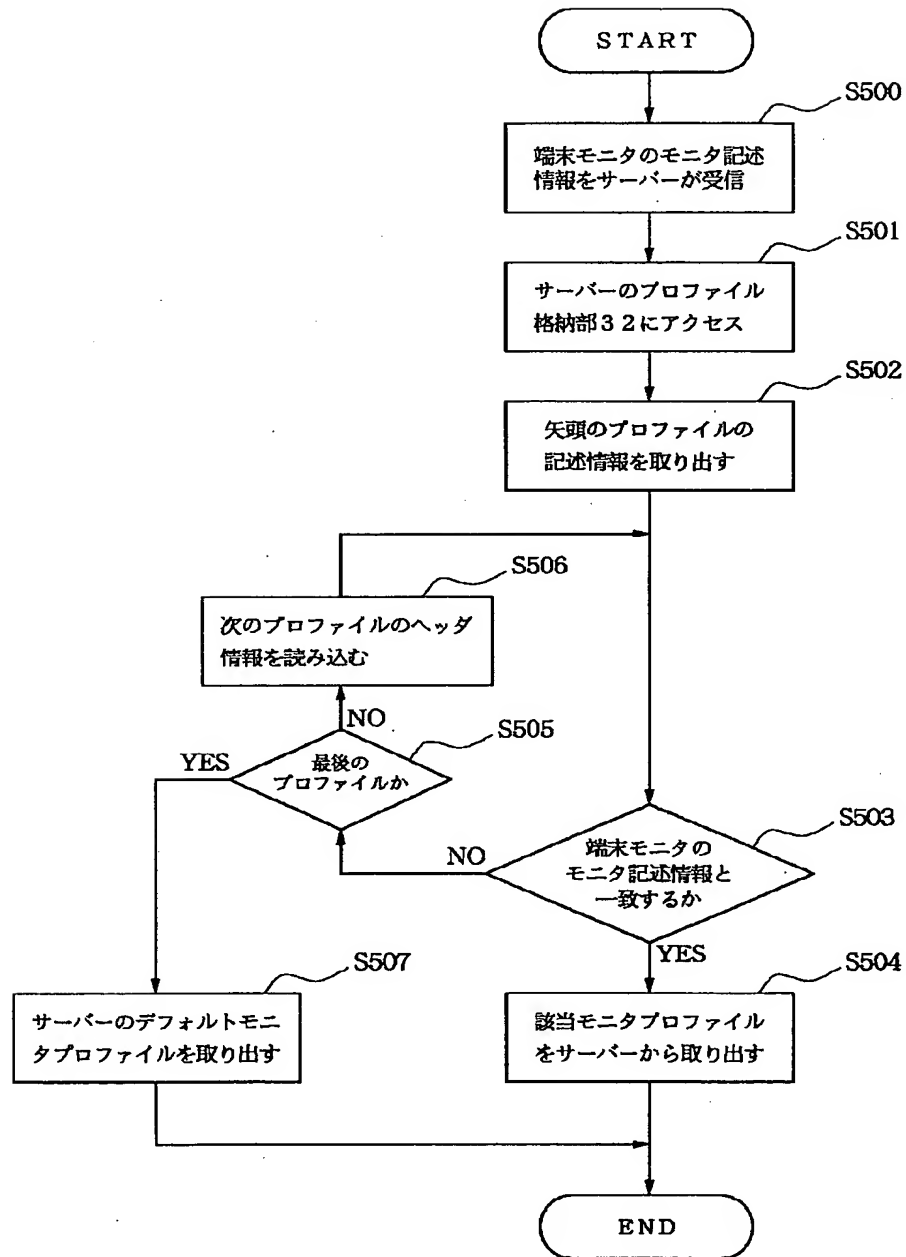 START
S500
端末モニタのモニタ記述
情報をサーバーが受信
S501
サーバーのプロファイル
格納部32にアクセス
S502
矢頭のプロファイルの
記述情報を取り出す
S506
次のプロファイルのヘッダ
情報を読み込む
NO
S505
YES
最後の
プロファイルか
S503
NO
端末モニタの
モニタ記述情報と
一致するか
YES
S507
サーバーのデフォルトモニ
タプロファイルを取り出す
S504
該当モニタプロファイル
をサーバーから取り出す
END